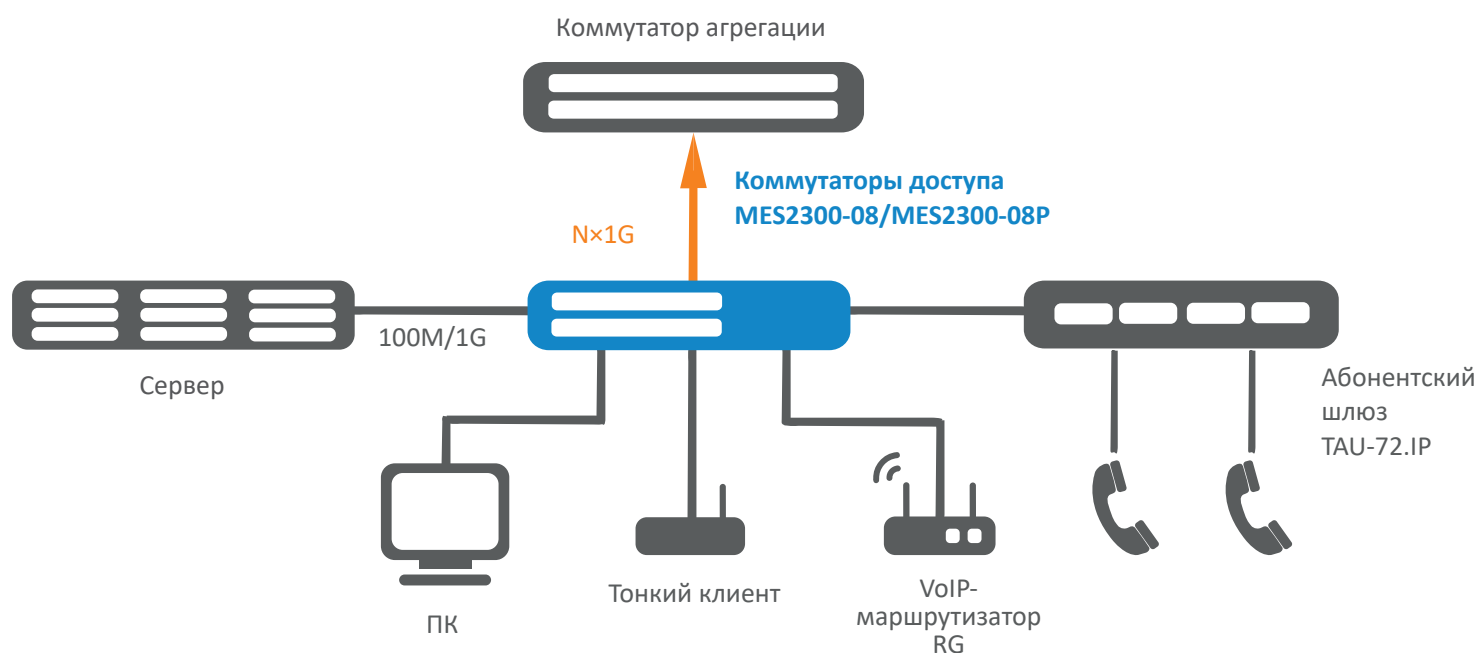 Коммутатор агрегации
Коммутаторы доступа
MES2300-08/MES2300-08P
N×1G
100M/1G
Сервер
Абонентский
шлюз
TAU-72.IP
ПК
Тонкий клиент
VoIP-
маршрутизатор
RG